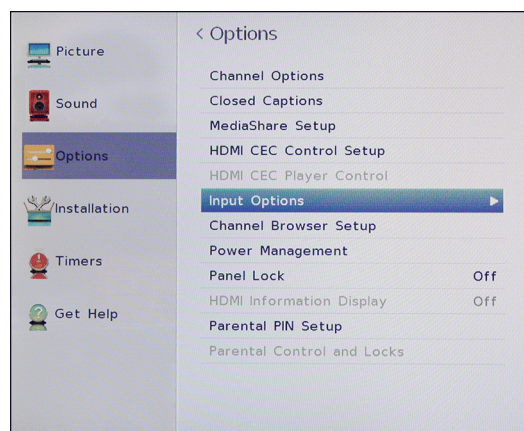 Picture
Sound
Options
Installation
Timers
Get Help
< Options
Channel Options
Closed Captions
MediaShare Setup
HDMI CEC Control Setup
HDMI CEC Player Control
Input Options
Channel Browser Setup
Power Management
Panel Lock Off
HDMI Information Display Off
Parental PIN Setup
Parental Control and Locks